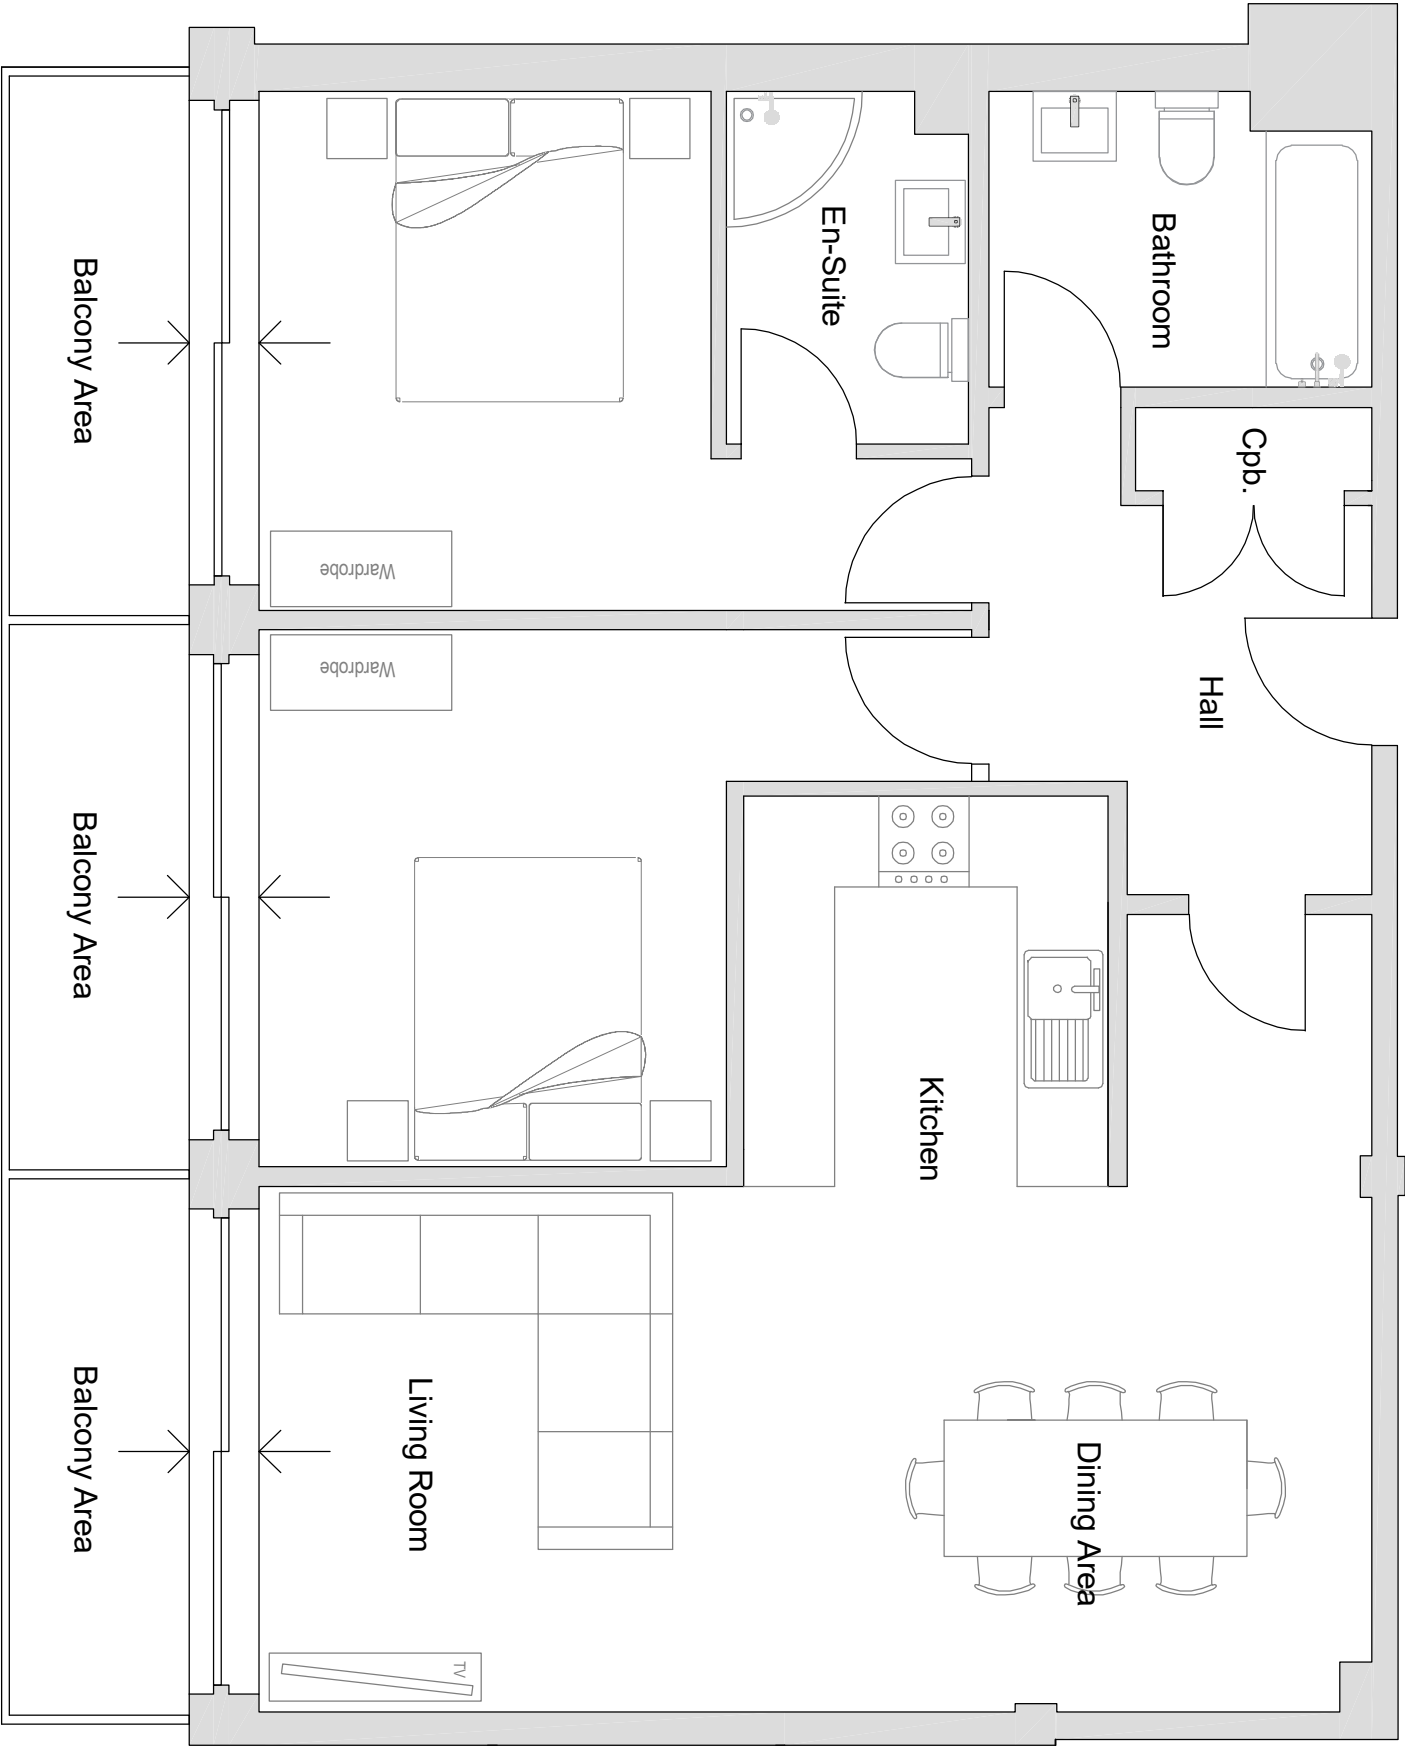 Bathroom
En-Suite
Balcony Area
Cpb.
Wardrobe
Wardrobe
Hall
Balcony Area
Kitchen
Dining Area
Living Room
Balcony Area
TV